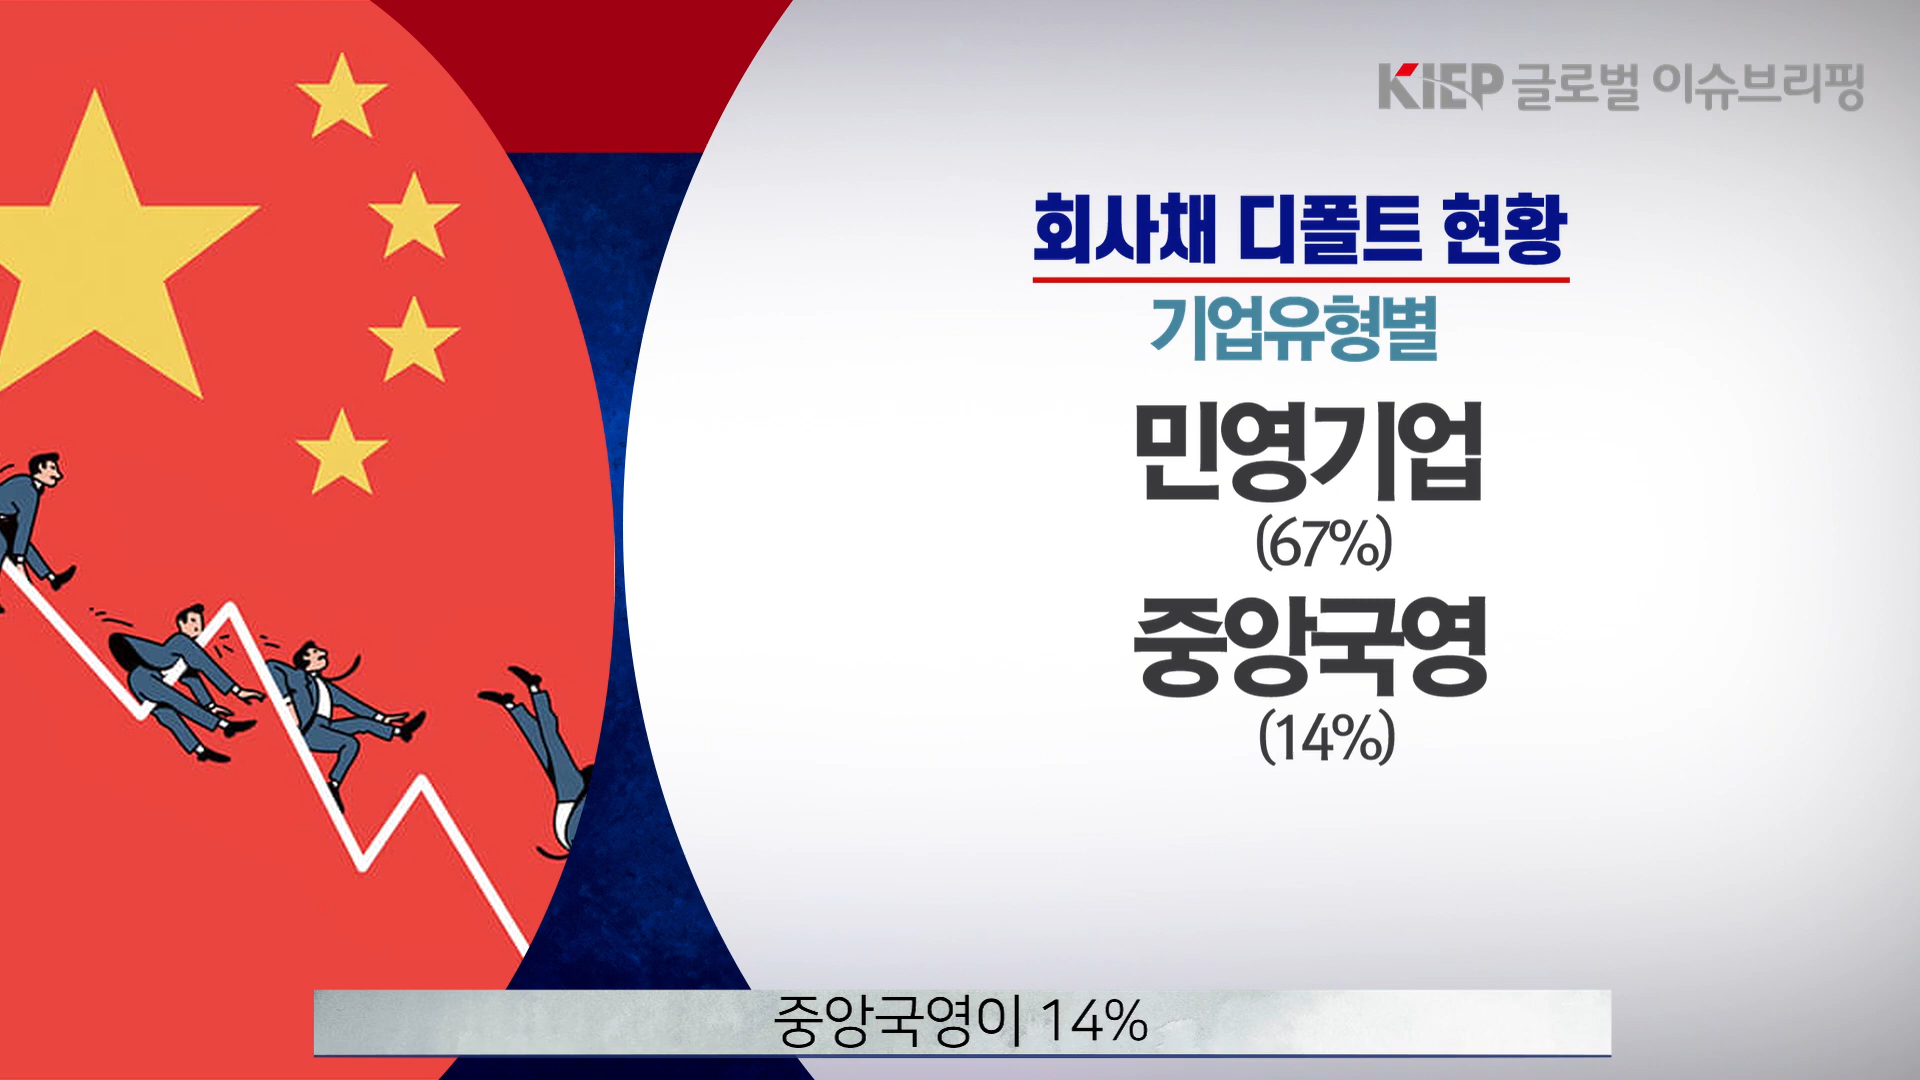 KIEP 글로벌 이슈브리핑
회사채 디폴트 현황
기업유형별
민영기업
(67%)
중앙국영
(14%)
중앙국영이 14%